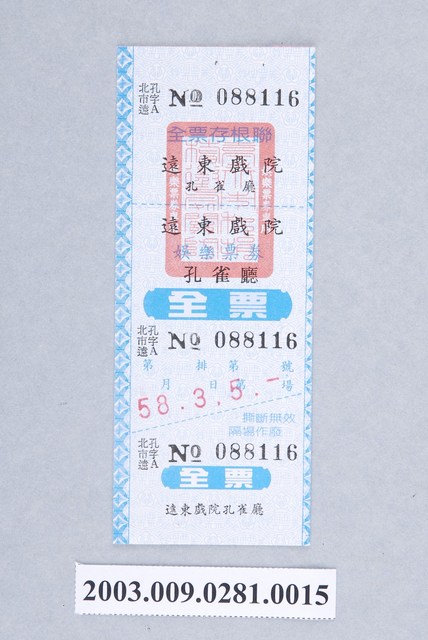 北孔
市字
遠A
No 088116
全票存根聯
遠東戲院
孔雀廳
遠東戲院
娛樂票券
孔雀廳
全票
北孔
市字
遠A
No 088116
第 排 第 號
月 日 第 場
58.3.5.-
撕斷無效
隔場作廢
北孔
市字
遠A
No 088116
全票
遠東戲院孔雀廳
2003.009.0281.0015